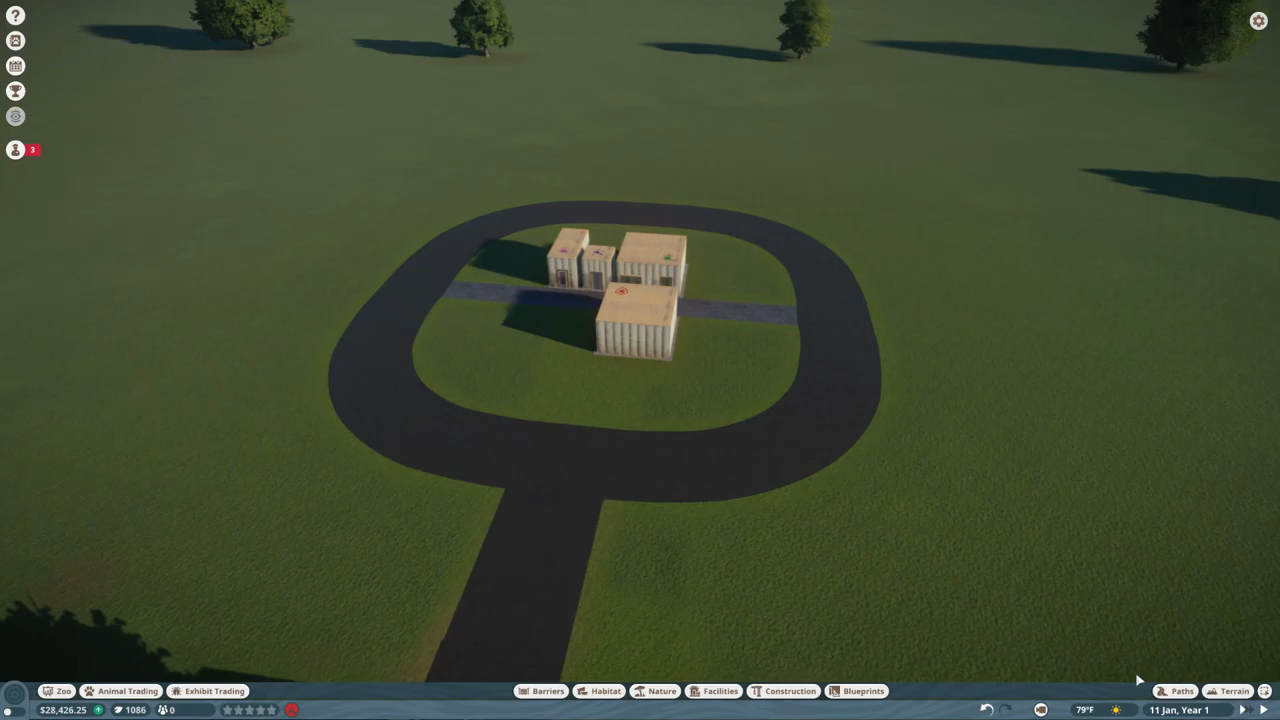 ?
3
Zoo Animal Trading Exhibit Trading Barriers Habitat Nature Facilities Construction Blueprints Paths Terrain
$28,426.25 1086 0 79°F 11 Jan, Year 1